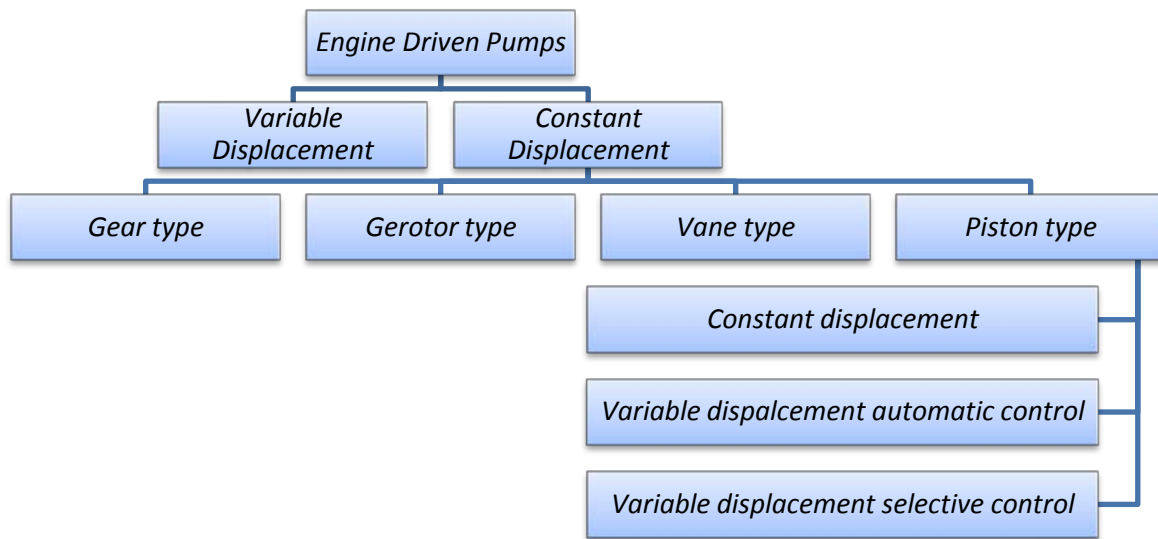 Engine Driven Pumps
Variable
Displacement
Constant
Displacement
Gear type
Gerotor type
Vane type
Piston type
Constant displacement
Variable dispalcement automatic control
Variable displacement selective control